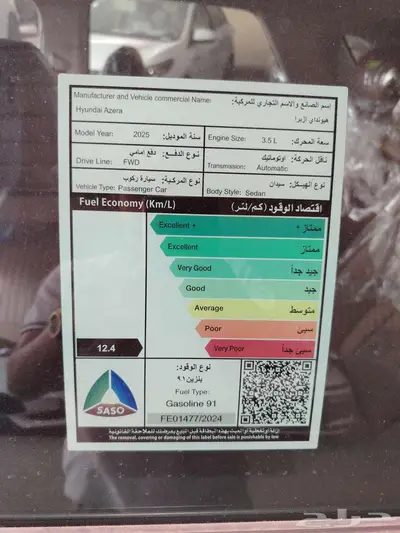 Manufacturer and Vehicle commercial Name: إسم الصانع والاسم التجاري للمركبة:
Hyundai Azera هيونداي ازيرا
Model Year: 2025 سنة الموديل: Engine Size: 3.5 L سعة المحرك:
نوع الدفـع: دفع امامي ناقل الحركة: اوتوماتيك
Drive Line: FWD Transmission: Automatic
نوع المركبة: سيارة ركوب نوع الهيكل: سيدان
Vehicle Type: Passenger Car Body Style: Sedan
Fuel Economy (Km/L) اقتصاد الوقود (كم/لتر)
Excellent + ممتاز +
Excellent ممتاز
Very Good جيد جداً
Good جيد
Average متوسط
Poor سيئ
12.4 Very Poor سيئ جداً
نوع الوقود:
بنزين ٩١
Fuel Type:
Gasoline 91
SASO
FE01477/2024
The removal, covering or damaging of this label before sale is punishable by law
حراج